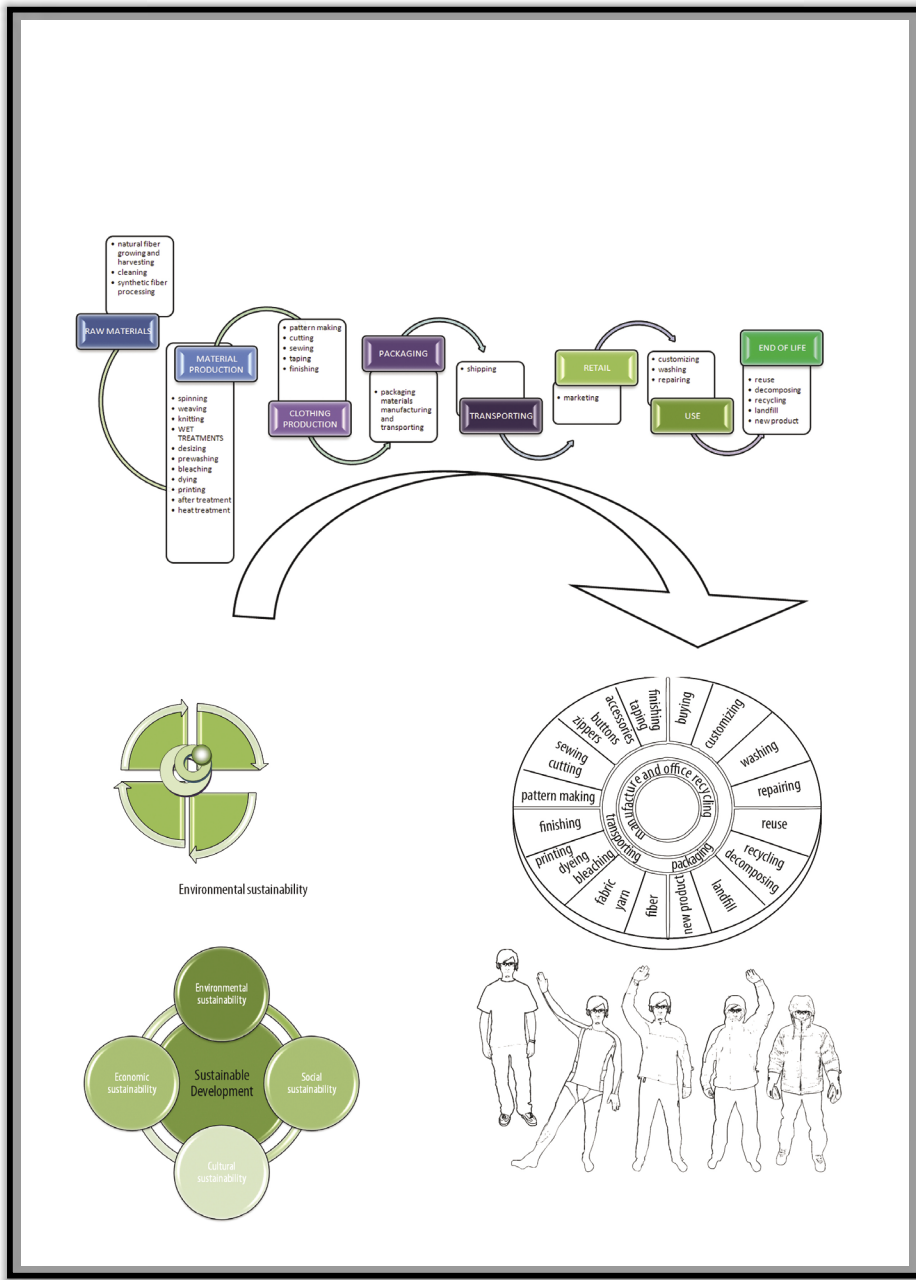 • natural fiber
growing and
harvesting
• cleaning
• synthetic fiber
processing
RAW MATERIALS
MATERIAL
PRODUCTION
• spinning
• weaving
• knitting
• WET
TREATMENTS
• desizing
• prewashing
• bleaching
• dying
• printing
• after treatment
• heat treatment
• pattern making
• cutting
• sewing
• taping
• finishing
CLOTHING
PRODUCTION
PACKAGING
• packaging
materials
manufacturing
and
transporting
• shipping
TRANSPORTING
RETAIL
• marketing
• customizing
• washing
• repairing
USE
END OF LIFE
• reuse
• decomposing
• recycling
• landfill
• new product
Environmental sustainability
buying
customizing
washing
repairing
reuse
recycling
decomposing
landfill
new product
fiber
yarn
fabric
bleaching
dyeing
printing
finishing
pattern making
cutting
sewing
zippers
buttons
accessories
taping
finishing
manufacture and office recycling
transporting
packaging
Environmental
sustainability
Economic
sustainability
Sustainable
Development
Social
sustainability
Cultural
sustainability